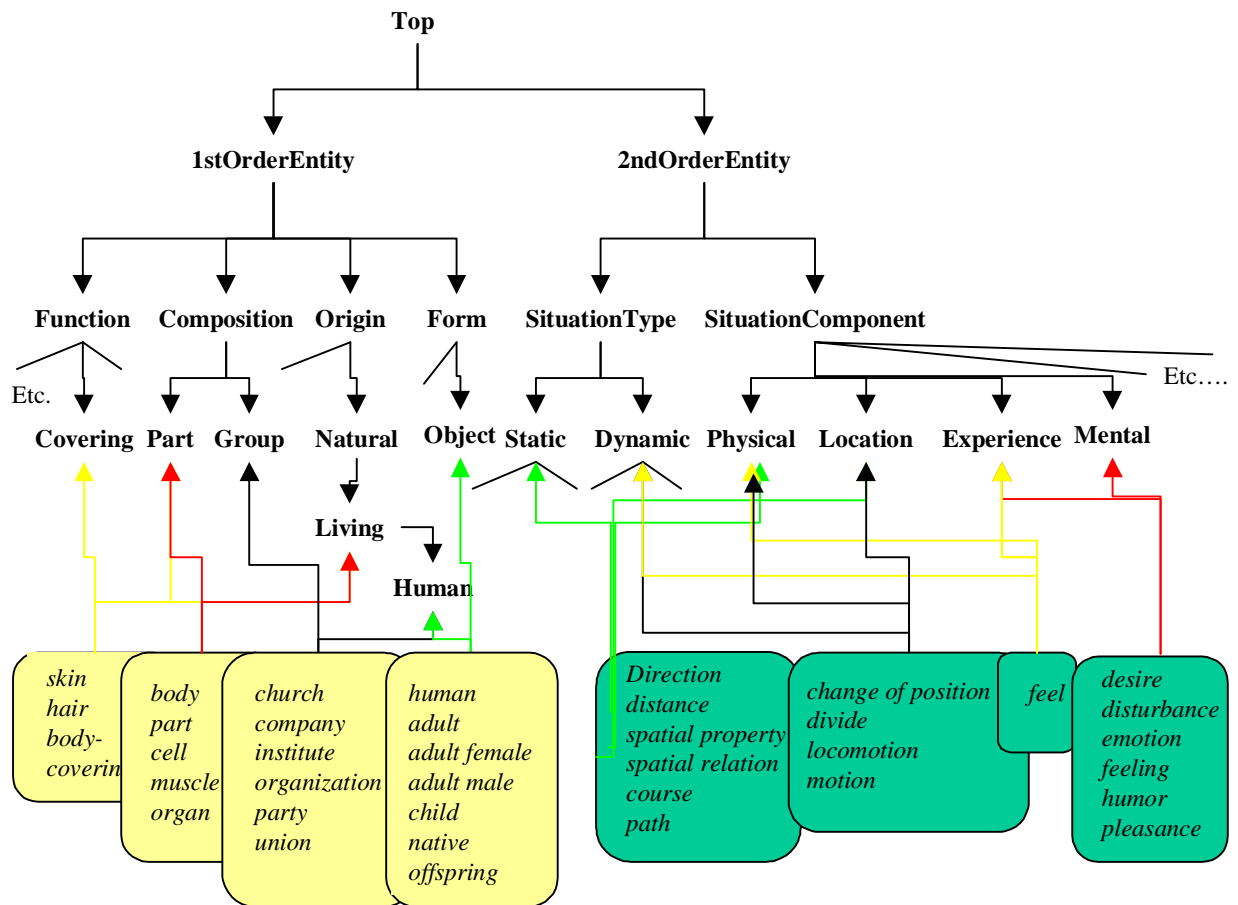 Top
1stOrderEntity
2ndOrderEntity
Function
Composition
Origin
Form
SituationType
SituationComponent
Etc.
Etc….
Covering
Part
Group
Natural
Object
Static
Dynamic
Physical
Location
Experience
Mental
Living
Human
skin
hair
body-
coverin
body
part
cell
muscle
organ
church
company
institute
organization
party
union
human
adult
adult female
adult male
child
native
offspring
Direction
distance
spatial property
spatial relation
course
path
change of position
divide
locomotion
motion
feel
desire
disturbance
emotion
feeling
humor
pleasance